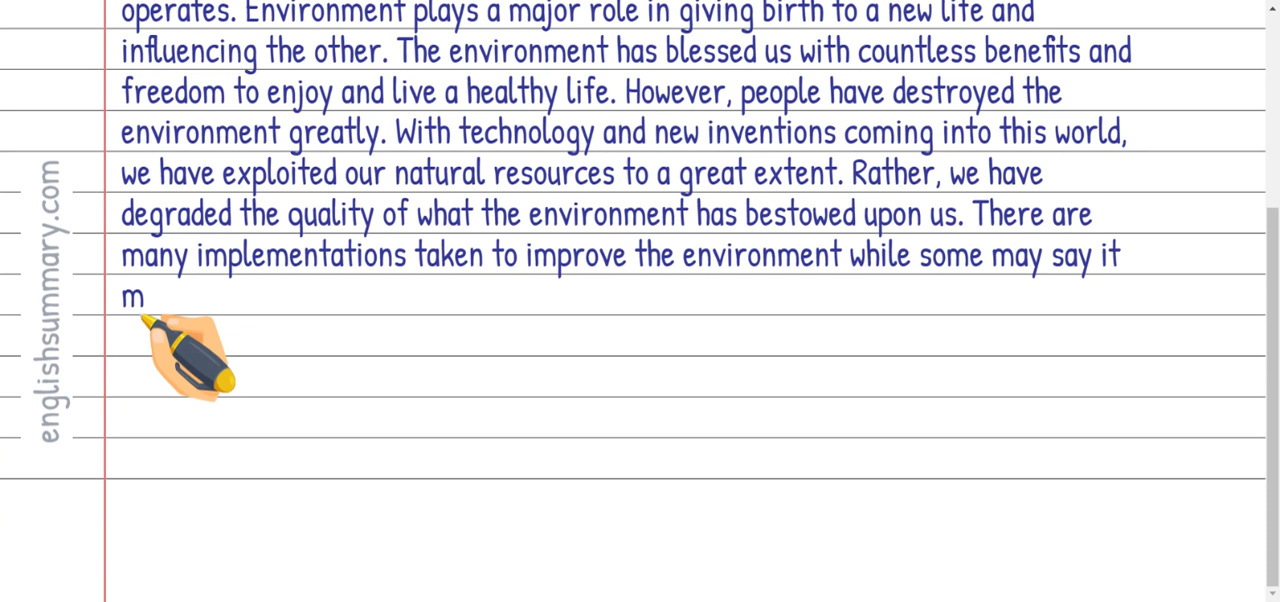 operates. Environment plays a major role in giving birth to a new life and
influencing the other. The environment has blessed us with countless benefits and
freedom to enjoy and live a healthy life. However, people have destroyed the
environment greatly. With technology and new inventions coming into this world,
we have exploited our natural resources to a great extent. Rather, we have
degraded the quality of what the environment has bestowed upon us. There are
many implementations taken to improve the environment while some may say it
m
englishsummary.com